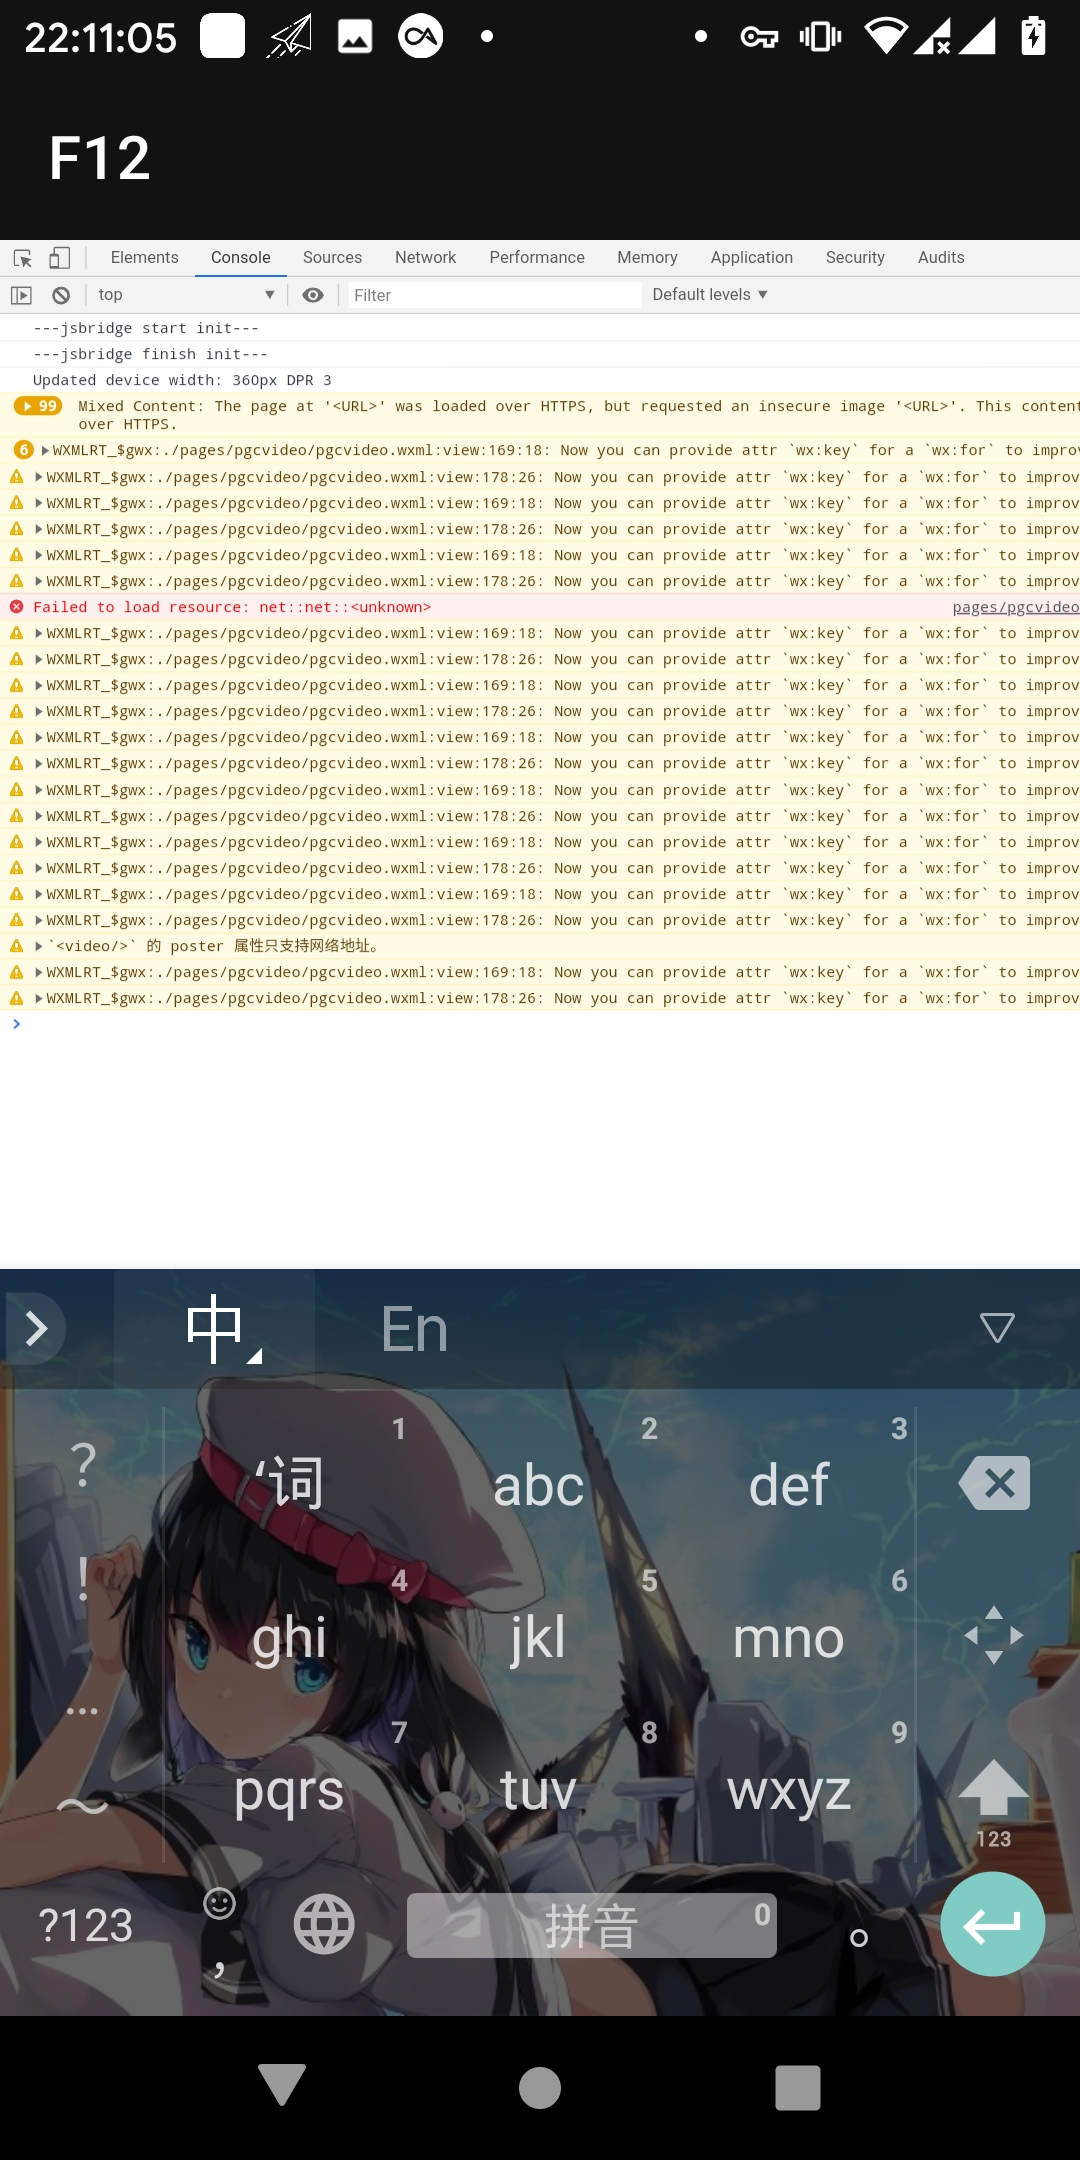 22:11:05
F12
Elements Console Sources Network Performance Memory Application Security Audits
top Filter Default levels
---jsbridge start init---
---jsbridge finish init---
Updated device width: 360px DPR 3
99 Mixed Content: The page at '<URL>' was loaded over HTTPS, but requested an insecure image '<URL>'. This content
over HTTPS.
6 WXMLRT_$gwx:./pages/pgcvideo/pgcvideo.wxml:view:169:18: Now you can provide attr `wx:key` for a `wx:for` to improv
WXMLRT_$gwx:./pages/pgcvideo/pgcvideo.wxml:view:178:26: Now you can provide attr `wx:key` for a `wx:for` to improv
WXMLRT_$gwx:./pages/pgcvideo/pgcvideo.wxml:view:169:18: Now you can provide attr `wx:key` for a `wx:for` to improv
WXMLRT_$gwx:./pages/pgcvideo/pgcvideo.wxml:view:178:26: Now you can provide attr `wx:key` for a `wx:for` to improv
WXMLRT_$gwx:./pages/pgcvideo/pgcvideo.wxml:view:169:18: Now you can provide attr `wx:key` for a `wx:for` to improv
WXMLRT_$gwx:./pages/pgcvideo/pgcvideo.wxml:view:178:26: Now you can provide attr `wx:key` for a `wx:for` to improv
Failed to load resource: net::net::<unknown> pages/pgcvideo
WXMLRT_$gwx:./pages/pgcvideo/pgcvideo.wxml:view:169:18: Now you can provide attr `wx:key` for a `wx:for` to improv
WXMLRT_$gwx:./pages/pgcvideo/pgcvideo.wxml:view:178:26: Now you can provide attr `wx:key` for a `wx:for` to improv
WXMLRT_$gwx:./pages/pgcvideo/pgcvideo.wxml:view:169:18: Now you can provide attr `wx:key` for a `wx:for` to improv
WXMLRT_$gwx:./pages/pgcvideo/pgcvideo.wxml:view:178:26: Now you can provide attr `wx:key` for a `wx:for` to improv
WXMLRT_$gwx:./pages/pgcvideo/pgcvideo.wxml:view:169:18: Now you can provide attr `wx:key` for a `wx:for` to improv
WXMLRT_$gwx:./pages/pgcvideo/pgcvideo.wxml:view:178:26: Now you can provide attr `wx:key` for a `wx:for` to improv
WXMLRT_$gwx:./pages/pgcvideo/pgcvideo.wxml:view:169:18: Now you can provide attr `wx:key` for a `wx:for` to improv
WXMLRT_$gwx:./pages/pgcvideo/pgcvideo.wxml:view:178:26: Now you can provide attr `wx:key` for a `wx:for` to improv
WXMLRT_$gwx:./pages/pgcvideo/pgcvideo.wxml:view:169:18: Now you can provide attr `wx:key` for a `wx:for` to improv
WXMLRT_$gwx:./pages/pgcvideo/pgcvideo.wxml:view:178:26: Now you can provide attr `wx:key` for a `wx:for` to improv
WXMLRT_$gwx:./pages/pgcvideo/pgcvideo.wxml:view:169:18: Now you can provide attr `wx:key` for a `wx:for` to improv
WXMLRT_$gwx:./pages/pgcvideo/pgcvideo.wxml:view:178:26: Now you can provide attr `wx:key` for a `wx:for` to improv
`<video/>` 的 poster 属性只支持网络地址。
WXMLRT_$gwx:./pages/pgcvideo/pgcvideo.wxml:view:169:18: Now you can provide attr `wx:key` for a `wx:for` to improv
WXMLRT_$gwx:./pages/pgcvideo/pgcvideo.wxml:view:178:26: Now you can provide attr `wx:key` for a `wx:for` to improv
中 En
1 2 3
? '词 abc def
! 4 5 6
ghi jkl mno
... 7 8 9
~ pqrs tuv wxyz
123
?123 , 拼音 0 。